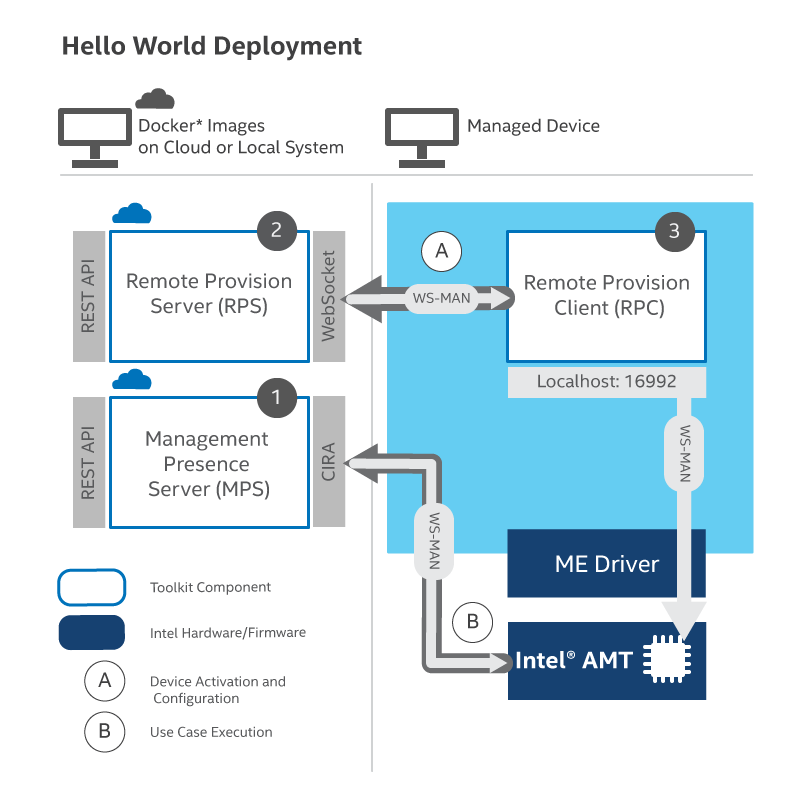 Hello World Deployment
Docker* Images
on Cloud or Local System
Managed Device
2
REST API
Remote Provision
Server (RPS)
WebSocket
A
WS-MAN
3
Remote Provision
Client (RPC)
Localhost: 16992
WS-MAN
1
REST API
Management
Presence
Server (MPS)
CIRA
WS-MAN
ME Driver
B
Intel® AMT
Toolkit Component
Intel Hardware/Firmware
A
Device Activation and
Configuration
B
Use Case Execution